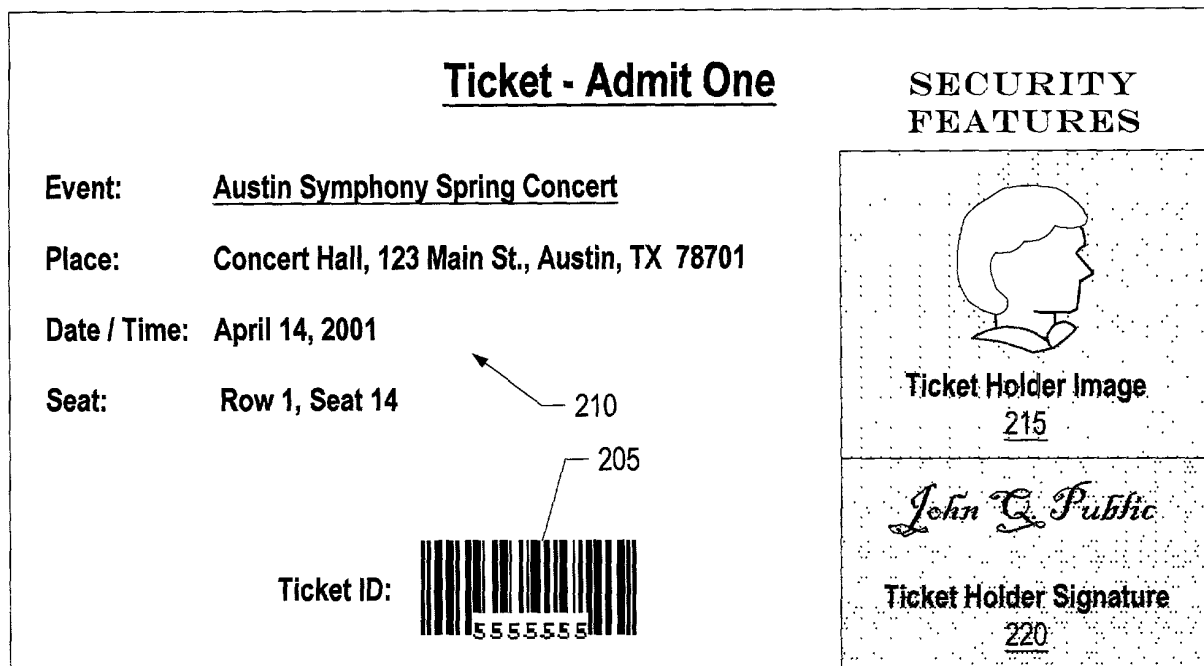 Ticket - Admit One
Event: Austin Symphony Spring Concert
Place: Concert Hall, 123 Main St., Austin, TX 78701
Date / Time: April 14, 2001
Seat: Row 1, Seat 14
210
205
Ticket ID:
5555555
SECURITY
FEATURES
Ticket Holder Image
215
John Q. Public
Ticket Holder Signature
220